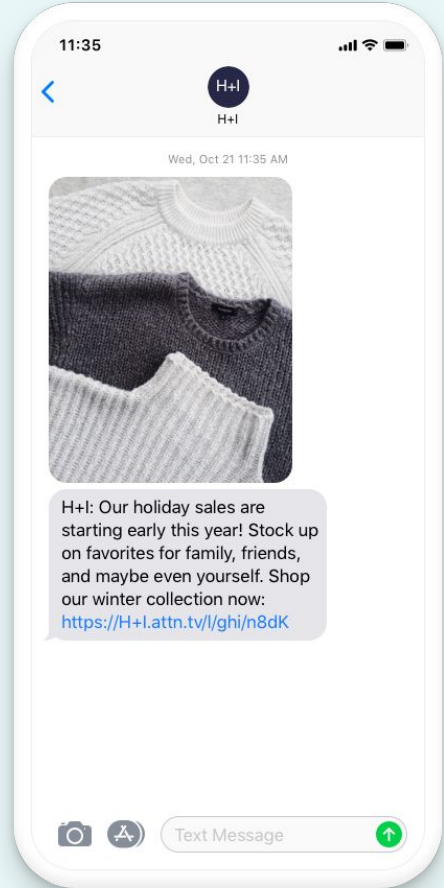 11:35
H+I
H+I
Wed, Oct 21 11:35 AM
H+I: Our holiday sales are
starting early this year! Stock up
on favorites for family, friends,
and maybe even yourself. Shop
our winter collection now:
https://H+I.attn.tv/l/ghi/n8dK
Text Message